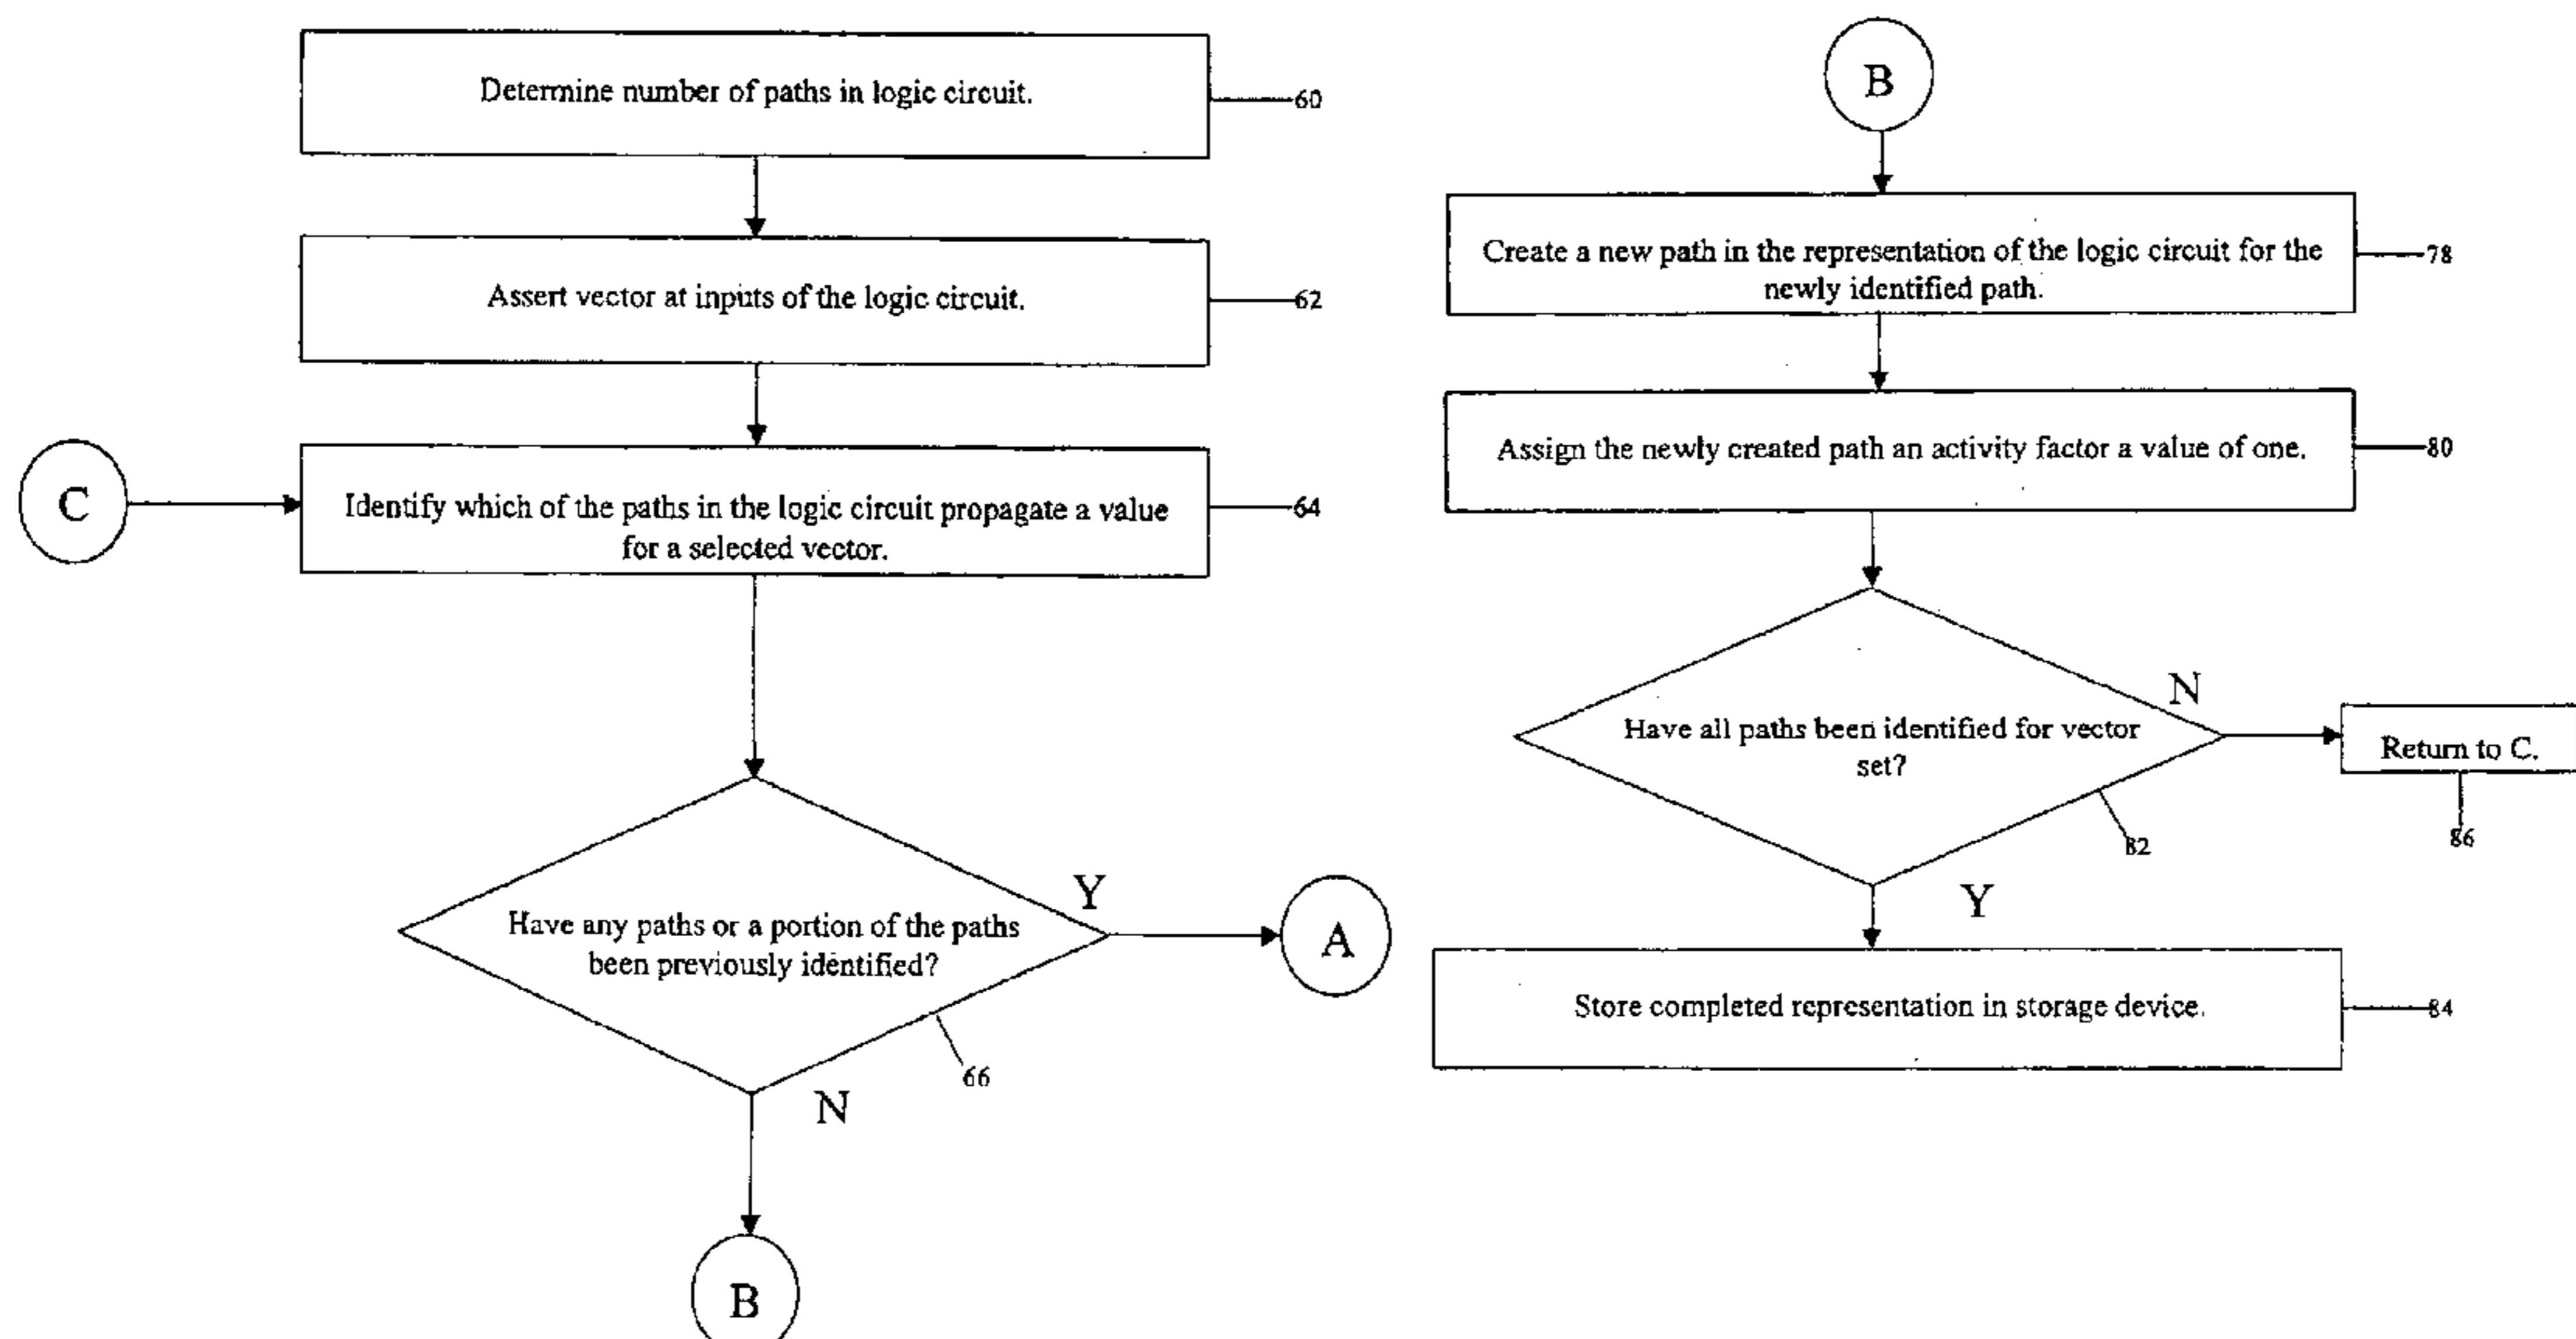 Determine number of paths in logic circuit.
60
Assert vector at inputs of the logic circuit.
62
C
Identify which of the paths in the logic circuit propagate a value
for a selected vector.
64
Have any paths or a portion of the paths
been previously identified?
Y
A
66
N
B
B
Create a new path in the representation of the logic circuit for the
newly identified path.
78
Assign the newly created path an activity factor a value of one.
80
Have all paths been identified for vector
set?
N
Return to C.
86
82
Y
Store completed representation in storage device.
84